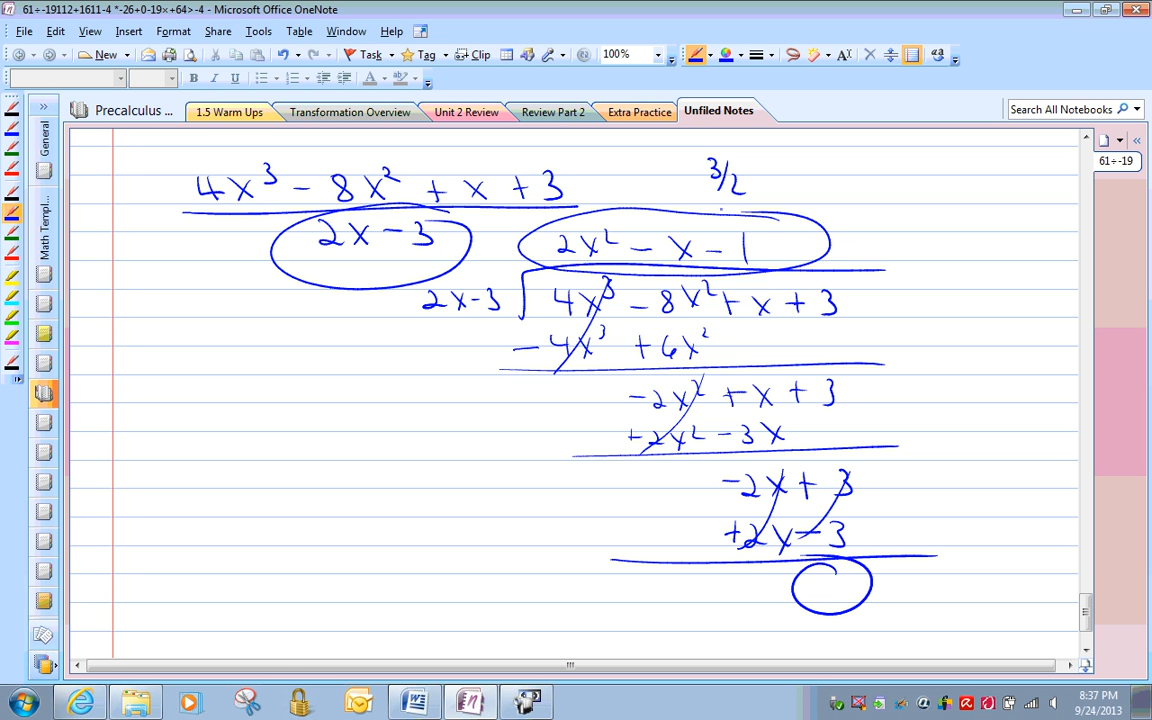 61÷-19112+1611-4 *-26+0-19×+64>-4 - Microsoft Office OneNote
File Edit View Insert Format Share Tools Table Window Help
New Task Tag Clip 100%
B I U A ab
Precalculus ... 1.5 Warm Ups Transformation Overview Unit 2 Review Review Part 2 Extra Practice Unfiled Notes Search All Notebooks
General
Math Templ...
61÷-19
4x³ - 8x² + x + 3
2x - 3
3/2
2x² - x - 1
2x-3 4x³ - 8x² + x + 3
- 4x³ + 6x²
-2x² + x + 3
+2x² - 3x
-2x + 3
+2x - 3
0
8:37 PM
9/24/2013